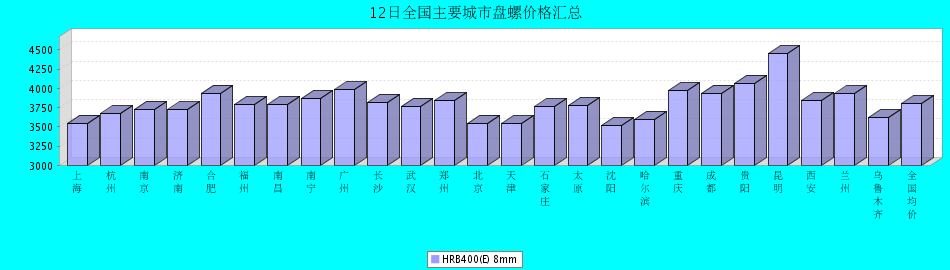 12日全国主要城市盘螺价格汇总
4500
4250
4000
3750
3500
3250
3000
上海
杭州
南京
济南
合肥
福州
南昌
南宁
广州
长沙
武汉
郑州
北京
天津
石家庄
太原
沈阳
哈尔滨
重庆
成都
贵阳
昆明
西安
兰州
乌鲁木齐
全国均价
HRB400(E) 8mm